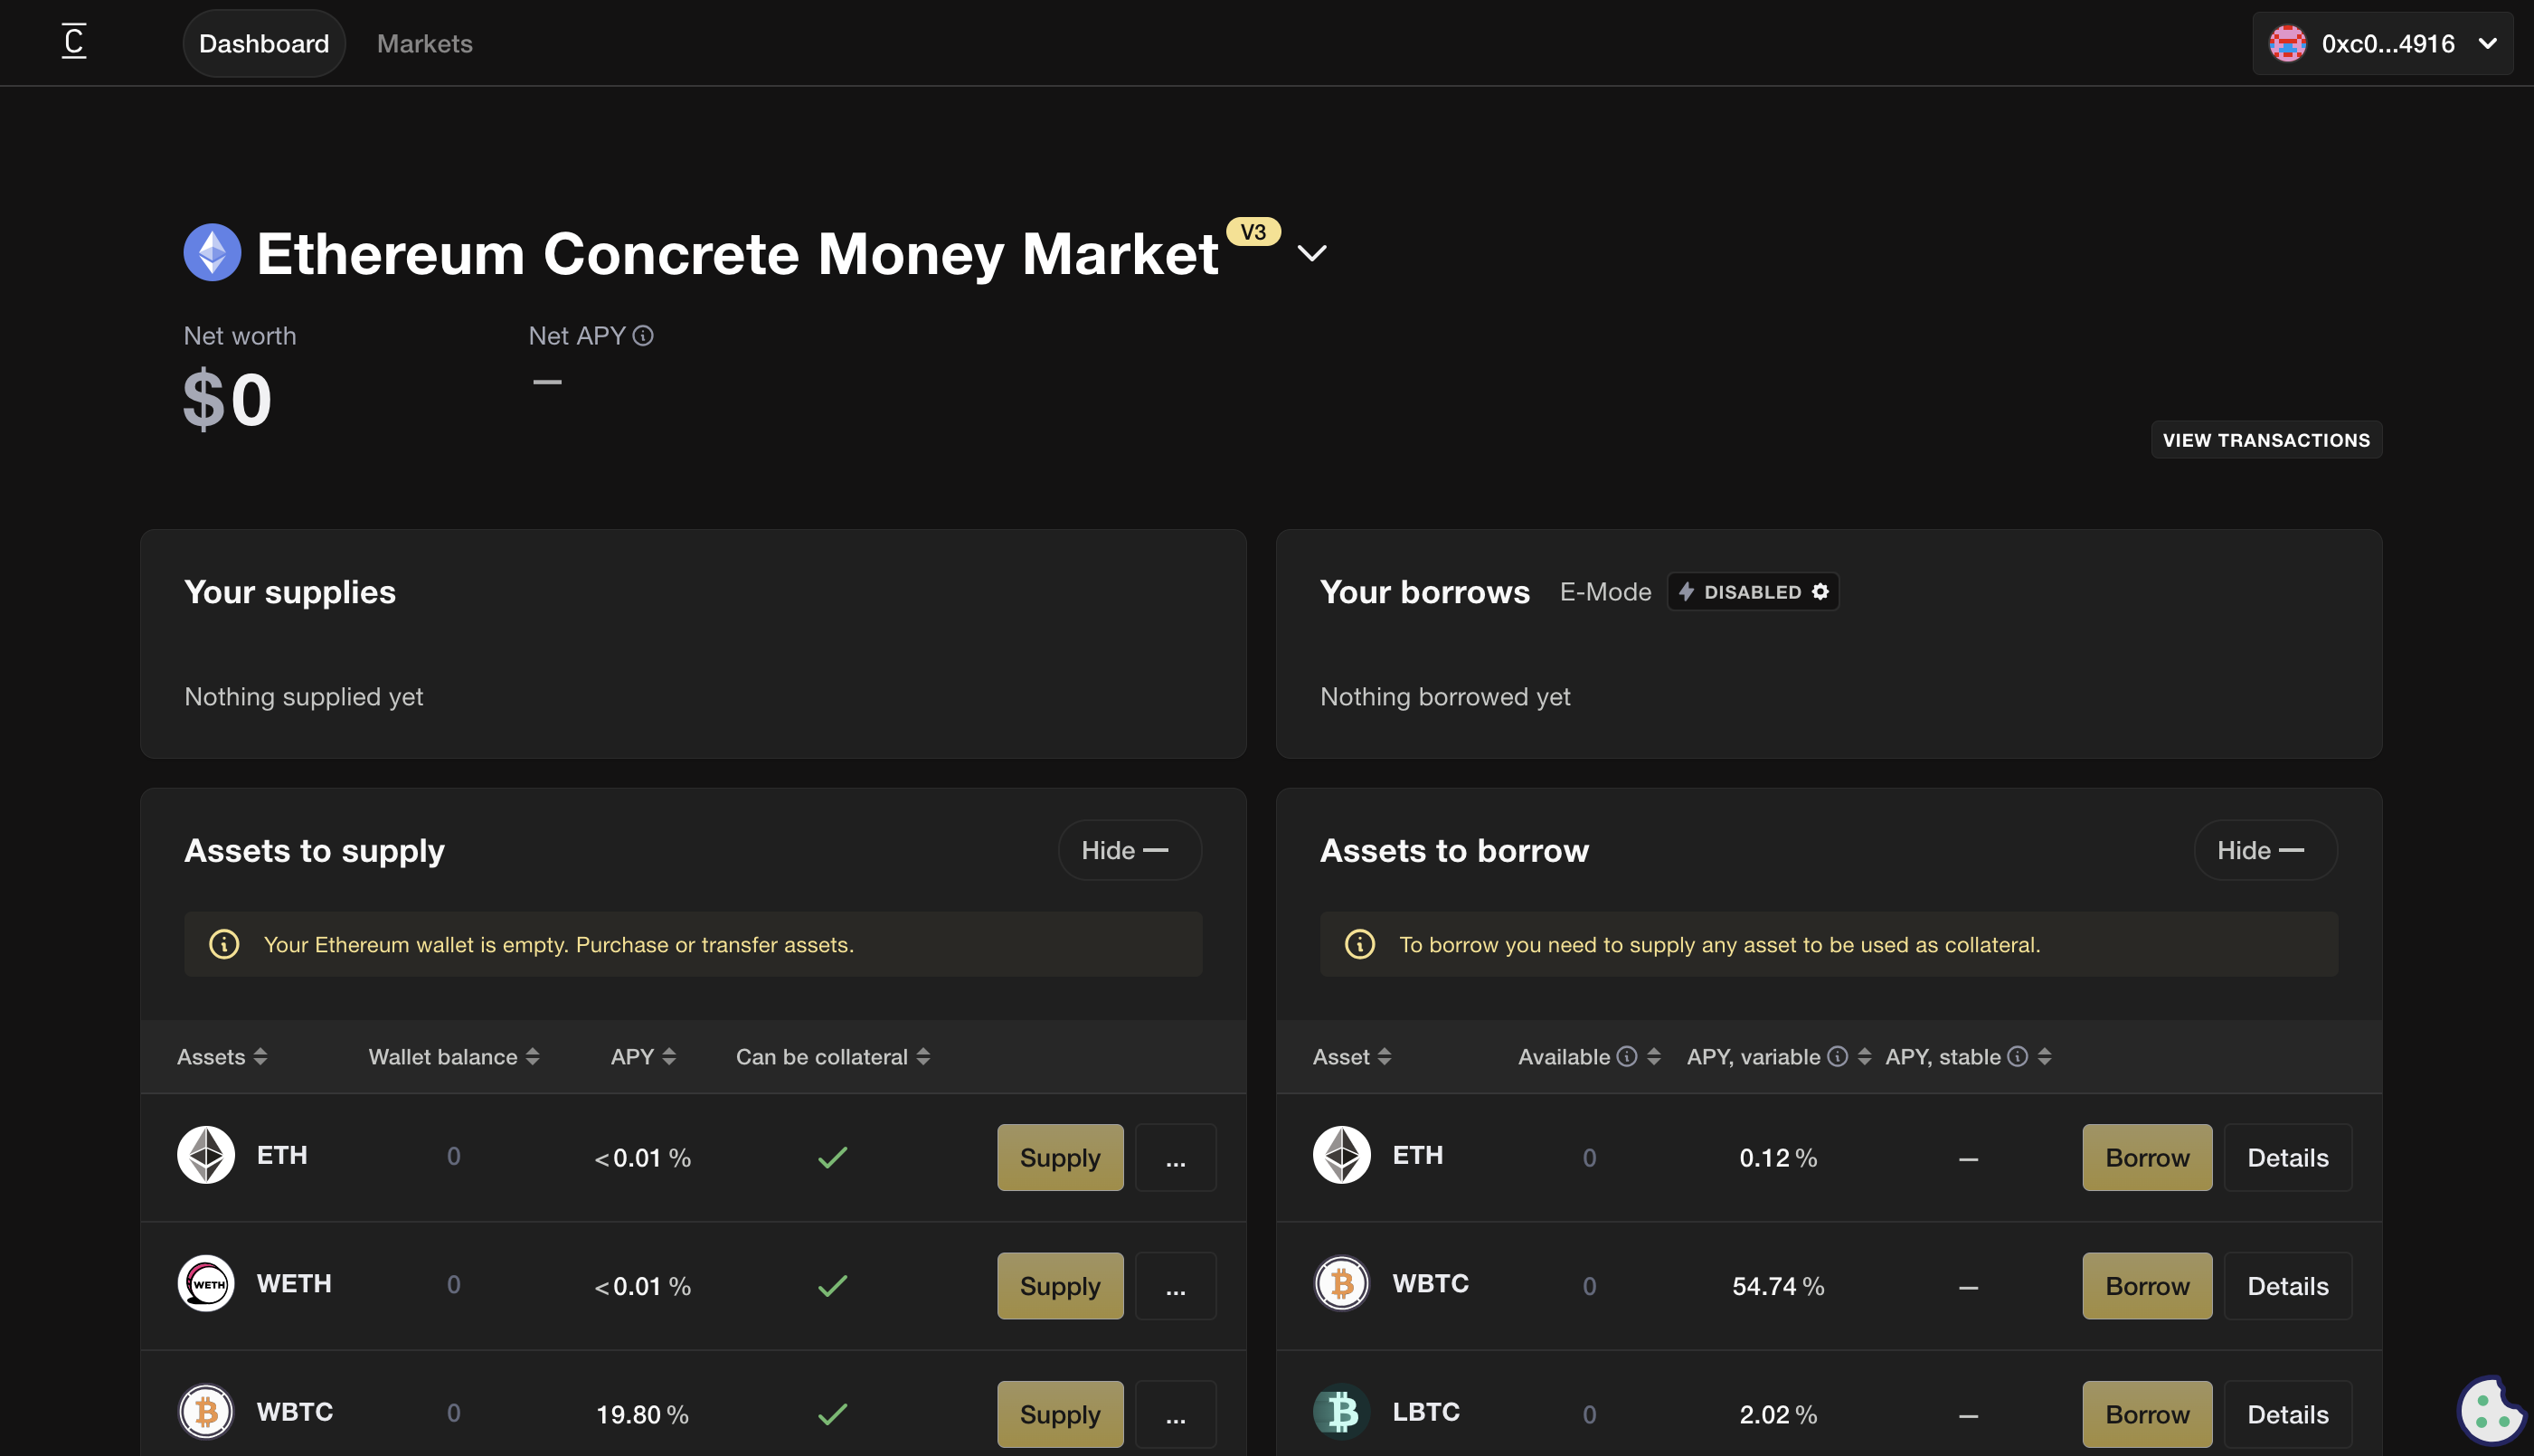 C
Dashboard
Markets
0xc0...4916
Ethereum Concrete Money Market V3
Net worth
Net APY
$0
—
VIEW TRANSACTIONS
Your supplies
Nothing supplied yet
Your borrows
E-Mode
DISABLED
Nothing borrowed yet
Assets to supply
Hide —
Your Ethereum wallet is empty. Purchase or transfer assets.
Assets
Wallet balance
APY
Can be collateral
ETH 0 <0.01 % Supply ...
WETH WETH 0 <0.01 % Supply ...
WBTC 0 19.80 % Supply ...
Assets to borrow
Hide —
To borrow you need to supply any asset to be used as collateral.
Asset
Available
APY, variable
APY, stable
ETH 0 0.12 % — Borrow Details
WBTC 0 54.74 % — Borrow Details
LBTC 0 2.02 % — Borrow Details